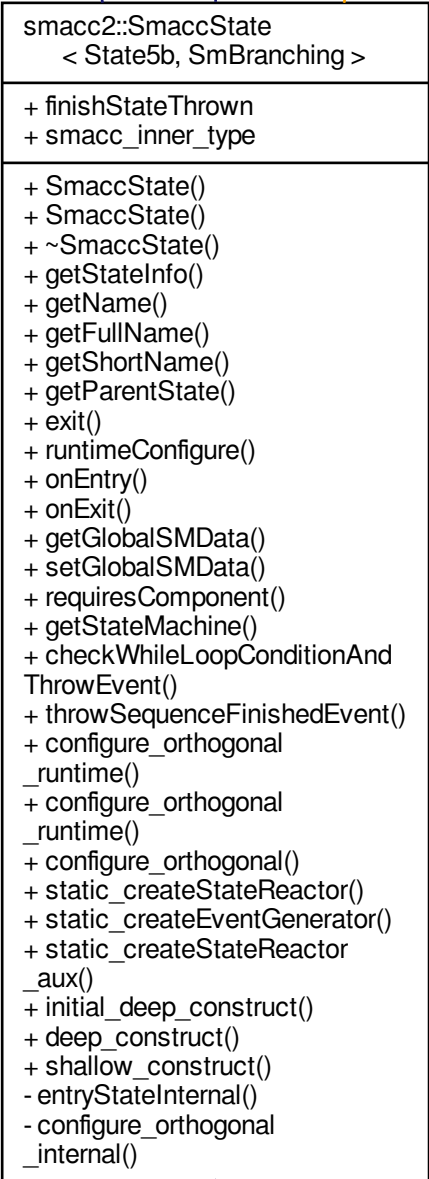 smacc2::SmaccState
< State5b, SmBranching >
+ finishStateThrown
+ smacc_inner_type
+ SmaccState()
+ SmaccState()
+ ~SmaccState()
+ getStateInfo()
+ getName()
+ getFullName()
+ getShortName()
+ getParentState()
+ exit()
+ runtimeConfigure()
+ onEntry()
+ onExit()
+ getGlobalSMData()
+ setGlobalSMData()
+ requiresComponent()
+ getStateMachine()
+ checkWhileLoopConditionAnd
ThrowEvent()
+ throwSequenceFinishedEvent()
+ configure_orthogonal
_runtime()
+ configure_orthogonal
_runtime()
+ configure_orthogonal()
+ static_createStateReactor()
+ static_createEventGenerator()
+ static_createStateReactor
_aux()
+ initial_deep_construct()
+ deep_construct()
+ shallow_construct()
- entryStateInternal()
- configure_orthogonal
_internal()